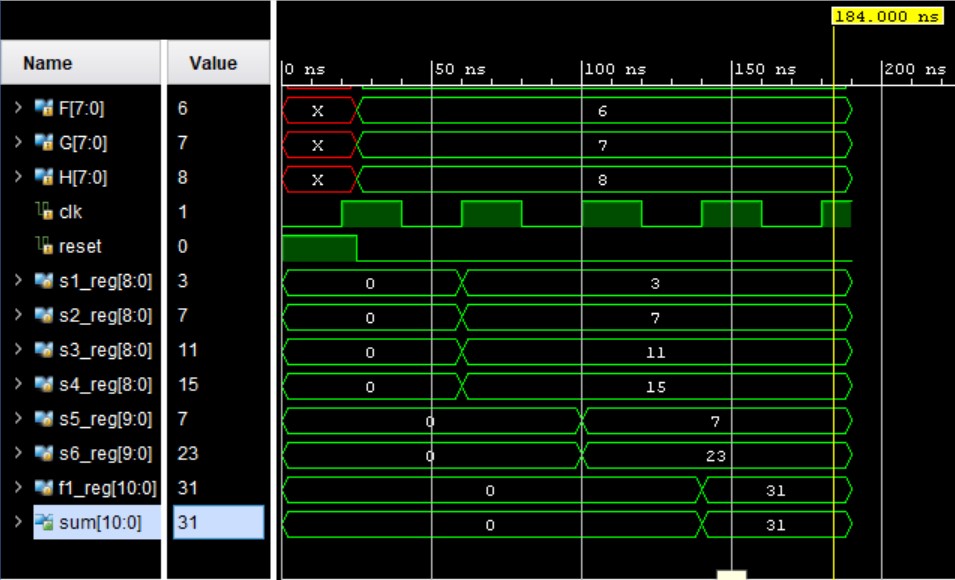 184.000 ns
Name Value 0 ns 50 ns 100 ns 150 ns 200 ns
F[7:0] 6 X 6
G[7:0] 7 X 7
H[7:0] 8 X 8
clk 1
reset 0
s1_reg[8:0] 3 0 3
s2_reg[8:0] 7 0 7
s3_reg[8:0] 11 0 11
s4_reg[8:0] 15 0 15
s5_reg[9:0] 7 0 7
s6_reg[9:0] 23 0 23
f1_reg[10:0] 31 0 31
sum[10:0] 31 0 31